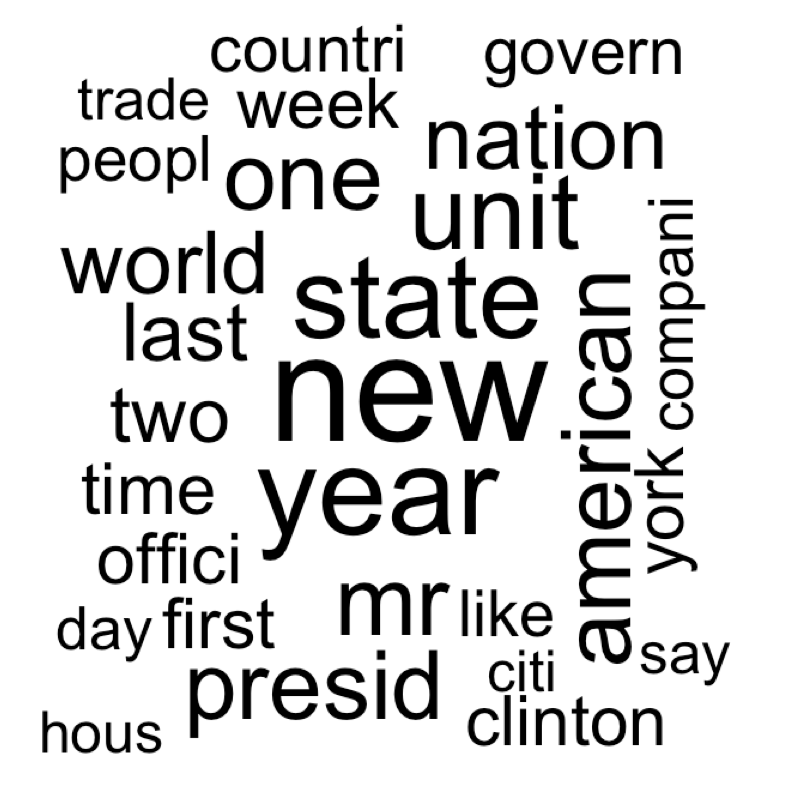 countri
govern
trade
week
nation
peopl
one
unit
world
state
compani
american
last
new
two
year
york
time
offici
mr
like
day
first
say
presid
citi
clinton
hous